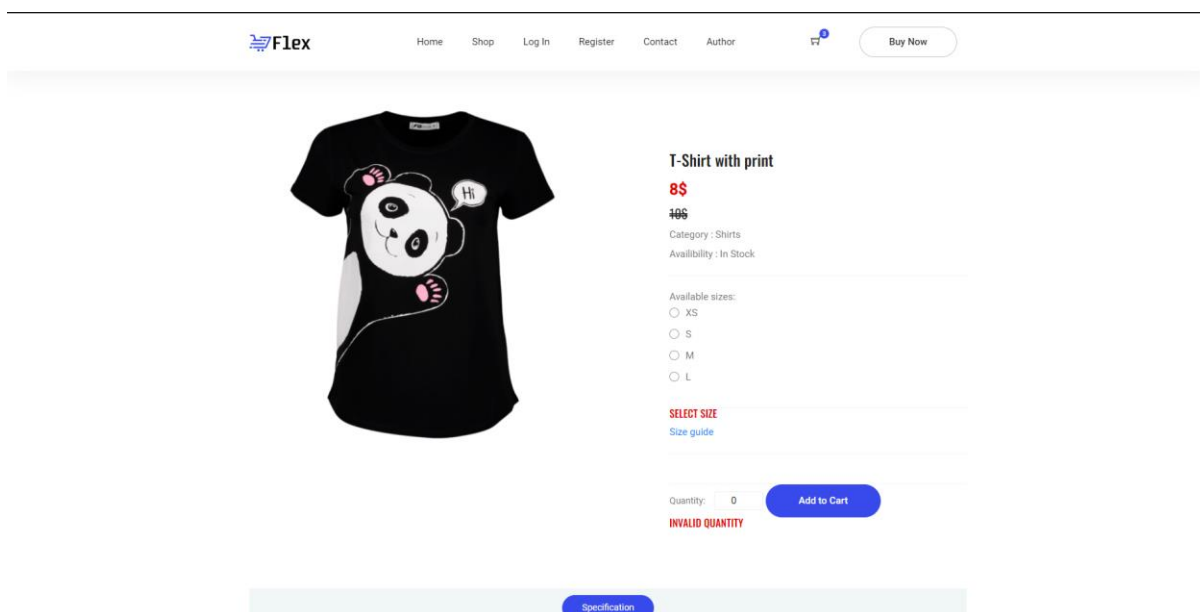 Flex
Home Shop Log In Register Contact Author
3
Buy Now
Hi
T-Shirt with print
8$
10$
Category : Shirts
Availibility : In Stock
Available sizes:
XS
S
M
L
SELECT SIZE
Size guide
Quantity: 0 Add to Cart
INVALID QUANTITY
Specification